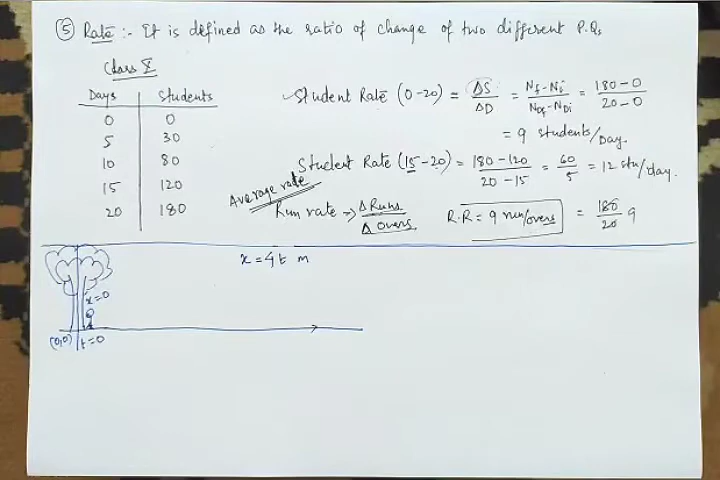 ⑤ Rate :- It is defined as the ratio of change of two different P.Qs
Class X
Days Students
0 0
5 30
10 80
15 120
20 180
Student Rate (0-20) = ΔS/ΔD = Nf-Ni/NDf-NDi = 180-0/20-0
= 9 students/Day.
Student Rate (15-20) = 180-120/20-15 = 60/5 = 12 stu/day.
Average rate
Run rate → ΔRuns/ΔOvers
R.R = 9 run/overs = 180/20 9
x = 4t m
x=0
(0,0) t=0